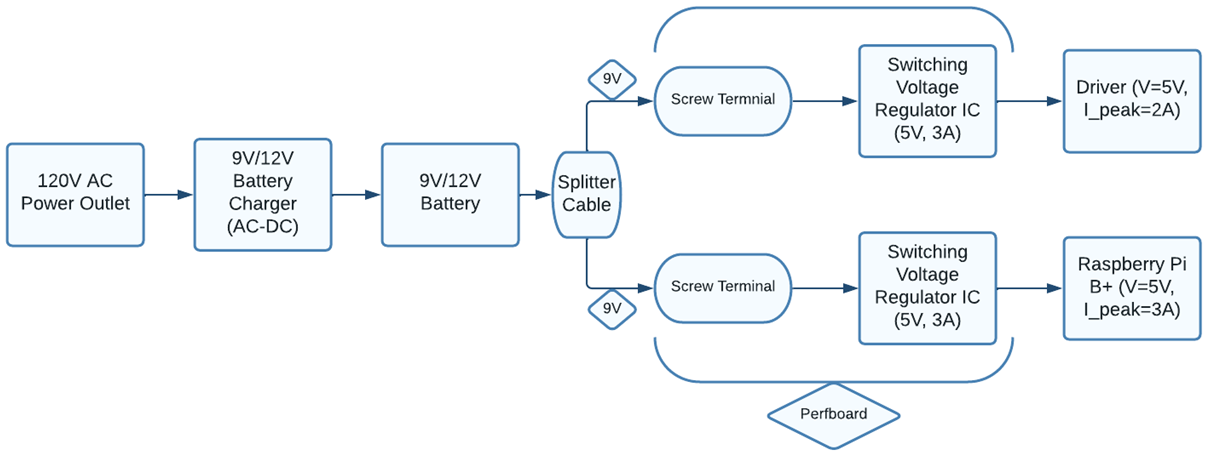 120V AC
Power Outlet
9V/12V
Battery
Charger
(AC-DC)
9V/12V
Battery
Splitter
Cable
9V
Screw Termnial
Switching
Voltage
Regulator IC
(5V, 3A)
Driver (V=5V,
I_peak=2A)
9V
Screw Terminal
Switching
Voltage
Regulator IC
(5V, 3A)
Raspberry Pi
B+ (V=5V,
I_peak=3A)
Perfboard